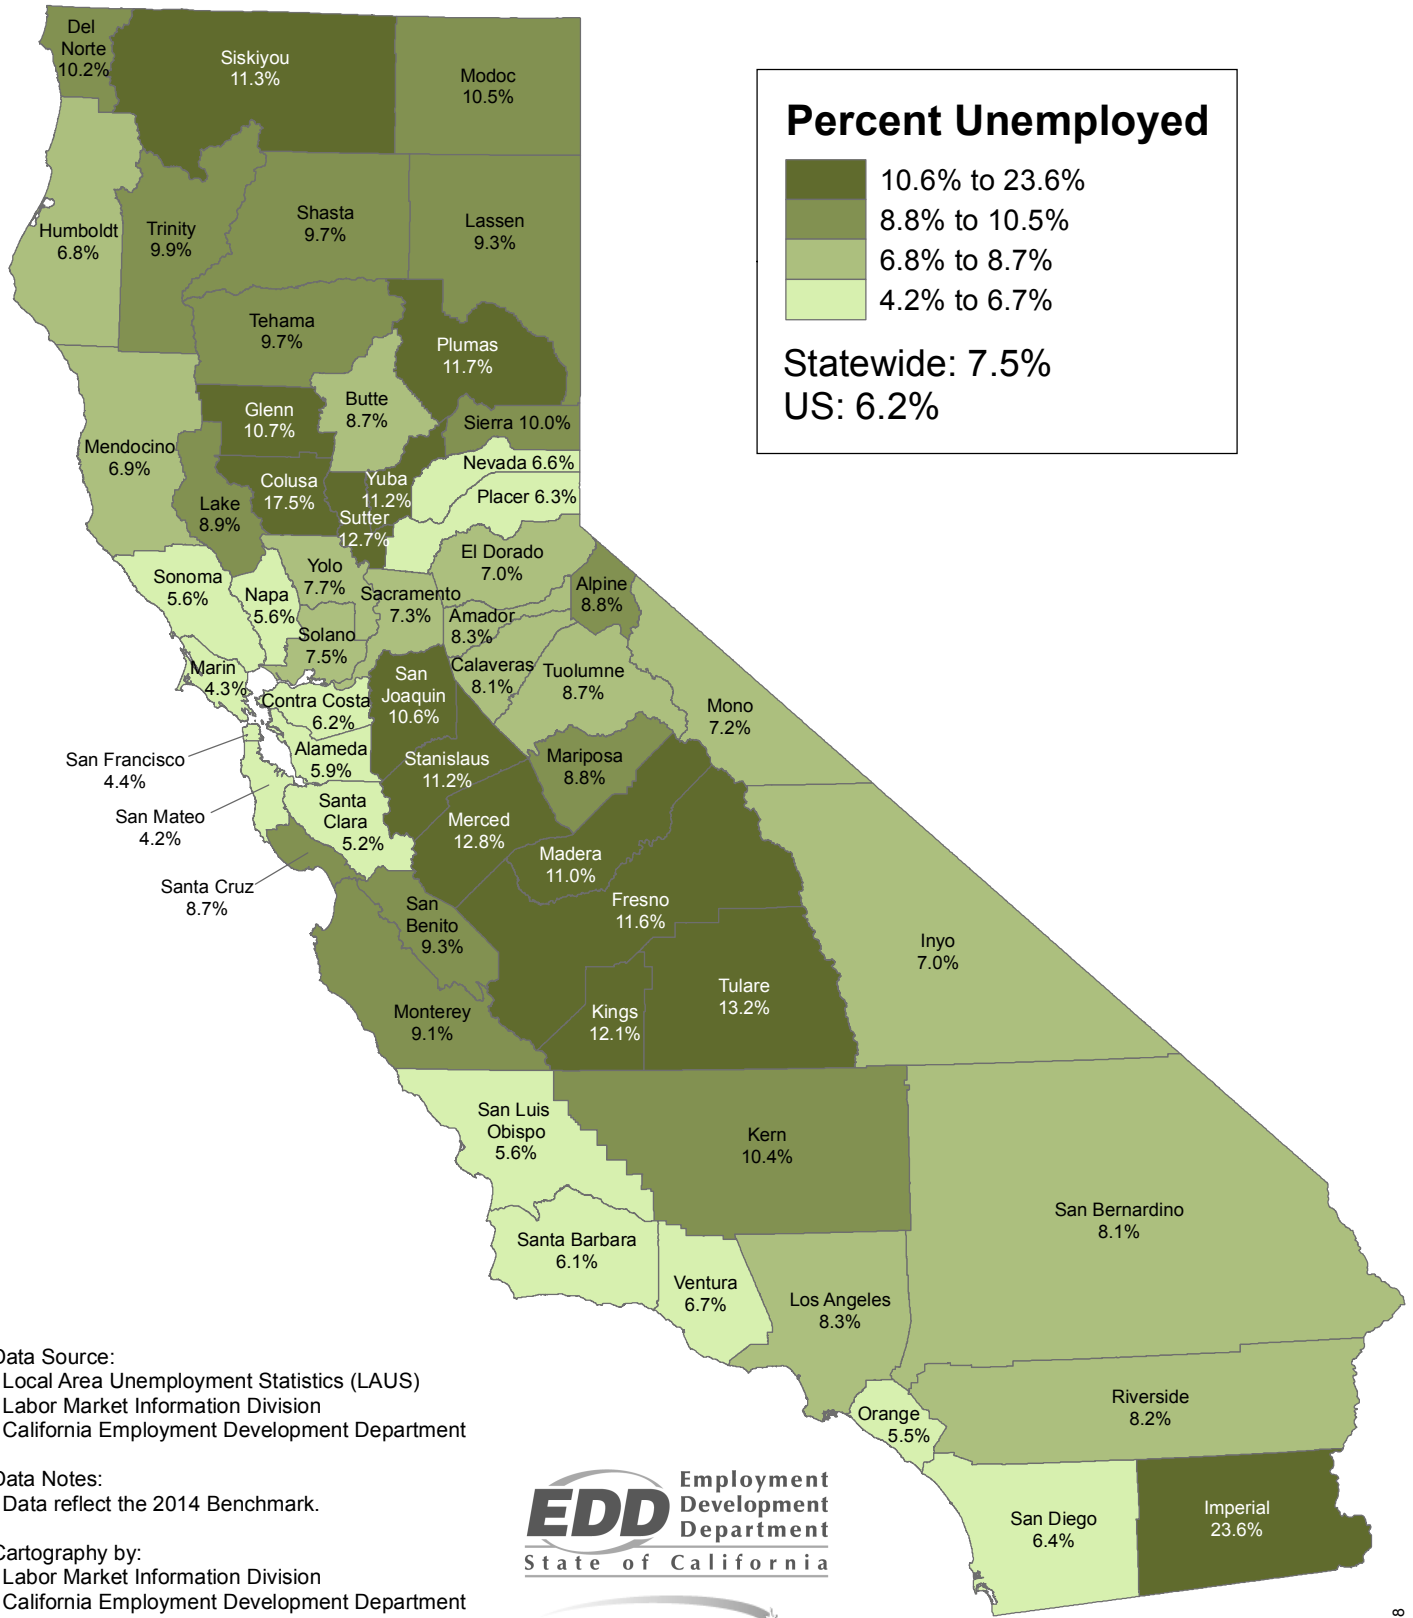 Del
Norte
10.2%
Siskiyou
11.3%
Modoc
10.5%
Percent Unemployed
10.6% to 23.6%
8.8% to 10.5%
6.8% to 8.7%
4.2% to 6.7%
Statewide: 7.5%
US: 6.2%
Humboldt
6.8%
Trinity
9.9%
Shasta
9.7%
Lassen
9.3%
Tehama
9.7%
Plumas
11.7%
Glenn
10.7%
Butte
8.7%
Sierra 10.0%
Mendocino
6.9%
Lake
8.9%
Colusa
17.5%
Yuba
11.2%
Sutter
12.7%
Nevada 6.6%
Placer 6.3%
El Dorado
7.0%
Alpine
8.8%
Sonoma
5.6%
Napa
5.6%
Yolo
7.7%
Sacramento
7.3%
Amador
8.3%
Solano
7.5%
Marin
4.3%
Contra Costa
6.2%
San
Joaquin
10.6%
Calaveras
8.1%
Tuolumne
8.7%
Mono
7.2%
San Francisco
4.4%
Alameda
5.9%
Stanislaus
11.2%
Mariposa
8.8%
San Mateo
4.2%
Santa
Clara
5.2%
Merced
12.8%
Madera
11.0%
Santa Cruz
8.7%
San
Benito
9.3%
Fresno
11.6%
Inyo
7.0%
Monterey
9.1%
Kings
12.1%
Tulare
13.2%
San Luis
Obispo
5.6%
Kern
10.4%
San Bernardino
8.1%
Santa Barbara
6.1%
Ventura
6.7%
Los Angeles
8.3%
Orange
5.5%
Riverside
8.2%
San Diego
6.4%
Imperial
23.6%
Data Source:
Local Area Unemployment Statistics (LAUS)
Labor Market Information Division
California Employment Development Department
Data Notes:
Data reflect the 2014 Benchmark.
Cartography by:
Labor Market Information Division
California Employment Development Department
EDD
Employment
Development
Department
State of California
8